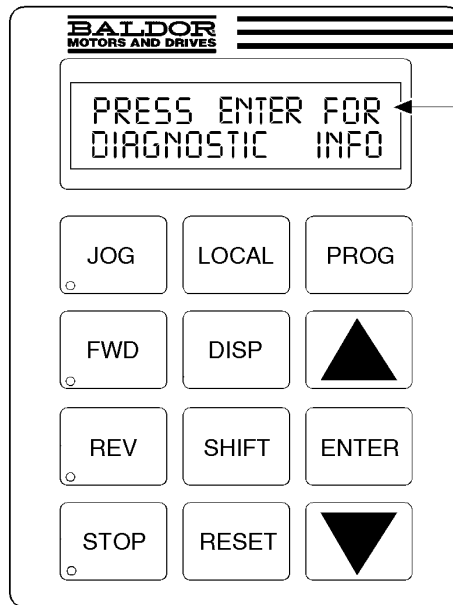 BALDOR
MOTORS AND DRIVES
PRESS ENTER FOR
DIAGNOSTIC INFO
JOG LOCAL PROG
FWD DISP
REV SHIFT ENTER
STOP RESET